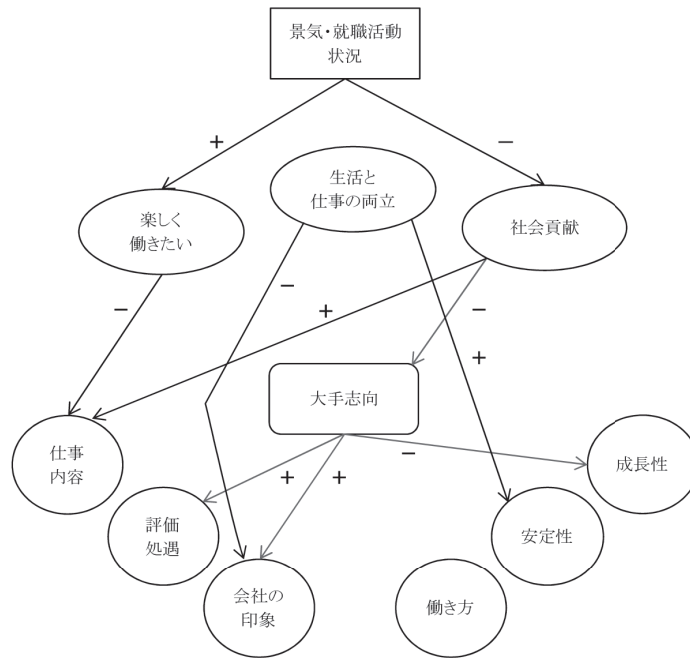 景気・就職活動
状況
+
−
生活と
仕事の両立
楽しく
働きたい
社会貢献
−
−
+
−
+
大手志向
−
仕事
内容
+
+
成長性
評価
処遇
安定性
会社の
印象
働き方